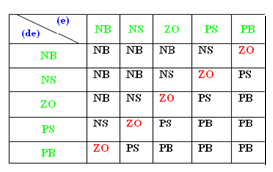 (e)
(de) NB NS ZO PS PB
NB NB NB NB NS ZO
NS NB NB NS ZO PS
ZO NB NS ZO PS PB
PS NS ZO PS PB PB
PB ZO PS PB PB PB